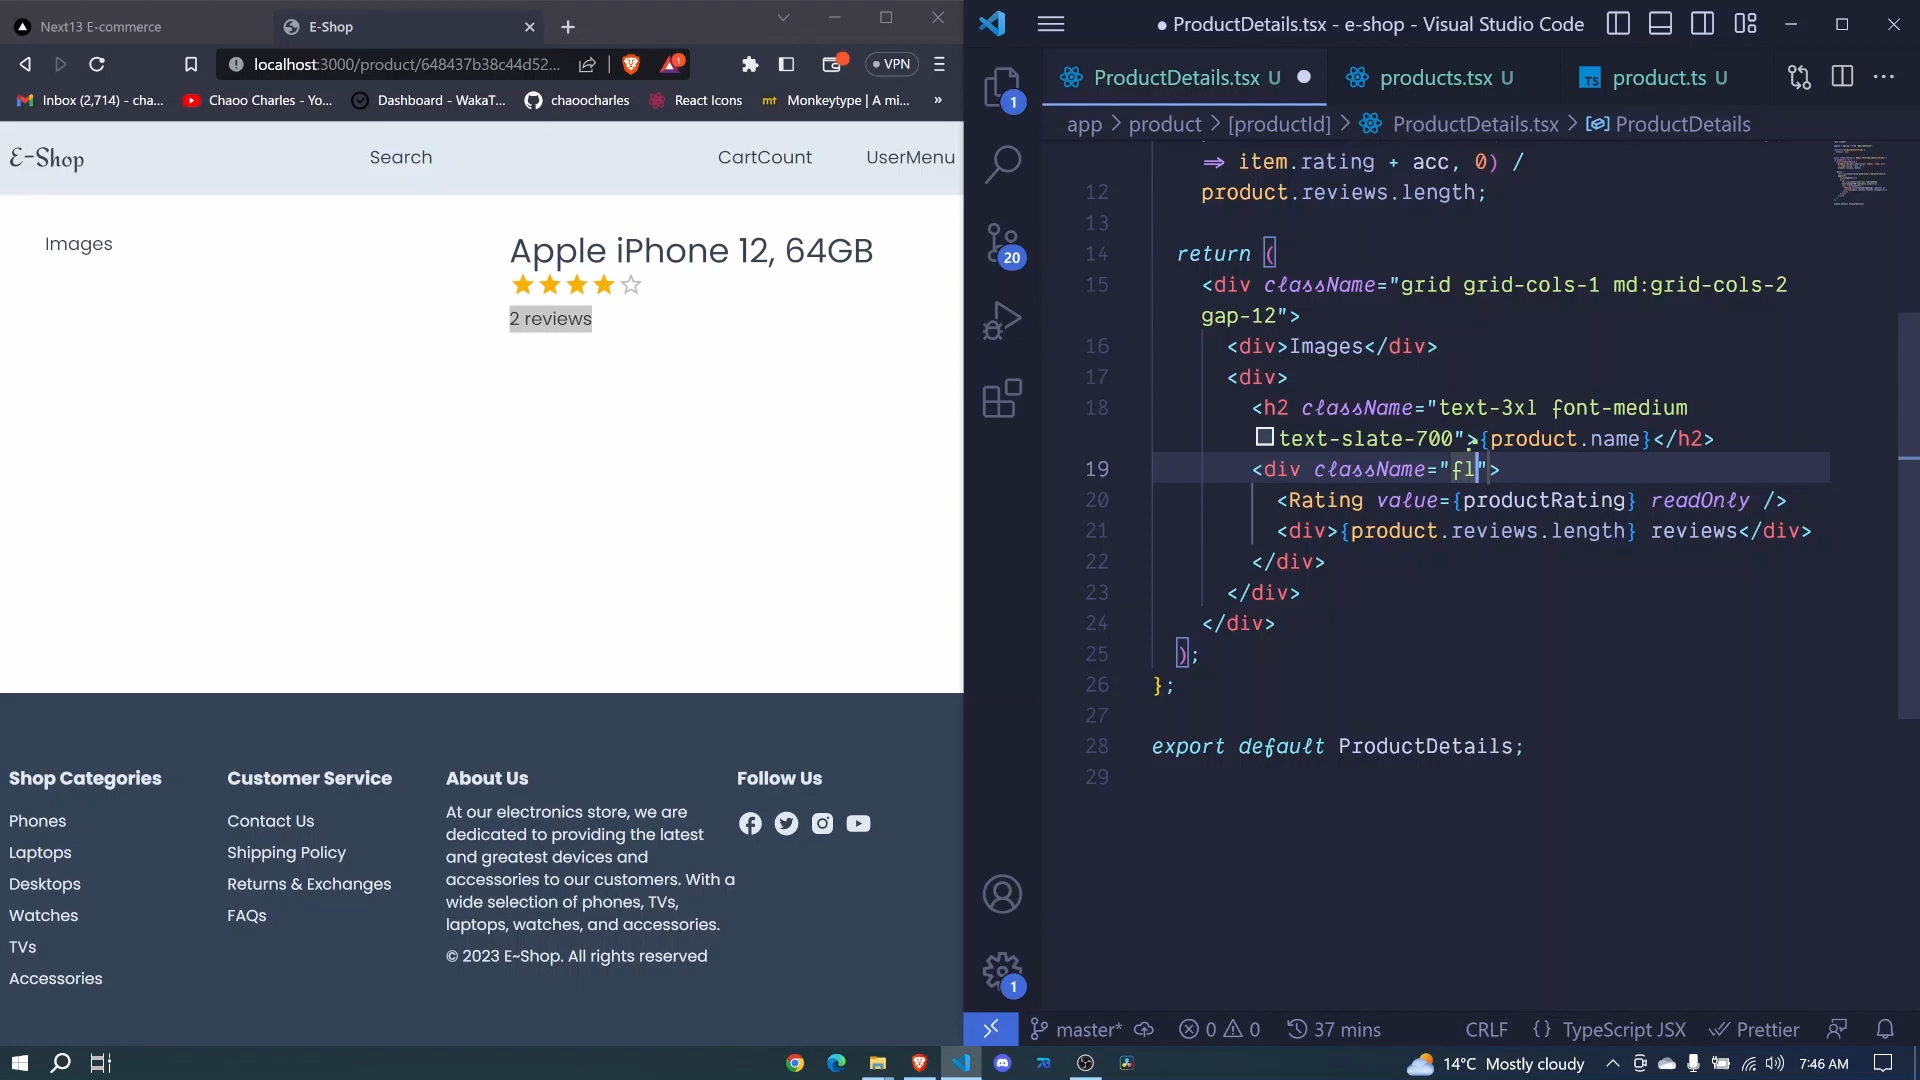 Next13 E-commerce
E-Shop
localhost:3000/product/648437b38c44d52...
1
VPN
Inbox (2,714) - cha...
Chaoo Charles - Yo...
Dashboard - WakaT...
chaoocharles
React Icons
mt
Monkeytype | A mi...
»
E-Shop
Search
CartCount
UserMenu
Images
Apple iPhone 12, 64GB
2 reviews
Shop Categories
Phones
Laptops
Desktops
Watches
TVs
Accessories
Customer Service
Contact Us
Shipping Policy
Returns & Exchanges
FAQs
About Us
At our electronics store, we are
dedicated to providing the latest
and greatest devices and
accessories to our customers. With a
wide selection of phones, TVs,
laptops, watches, and accessories.
© 2023 E~Shop. All rights reserved
Follow Us
● ProductDetails.tsx - e-shop - Visual Studio Code
ProductDetails.tsx U
products.tsx U
TS product.ts U
app > product > [productId] > ProductDetails.tsx > ProductDetails
1
20
1
=> item.rating + acc, 0) /
12 product.reviews.length;
13
14 return (
15 <div className="grid grid-cols-1 md:grid-cols-2
gap-12">
16 <div>Images</div>
17 <div>
18 <h2 className="text-3xl font-medium
text-slate-700">{product.name}</h2>
19 <div className="fl">
20 <Rating value={productRating} readOnly />
21 <div>{product.reviews.length} reviews</div>
22 </div>
23 </div>
24 </div>
25 );
26 };
27
28 export default ProductDetails;
29
master*
0
0
37 mins
CRLF
{ } TypeScript JSX
Prettier
14°C Mostly cloudy
7:46 AM